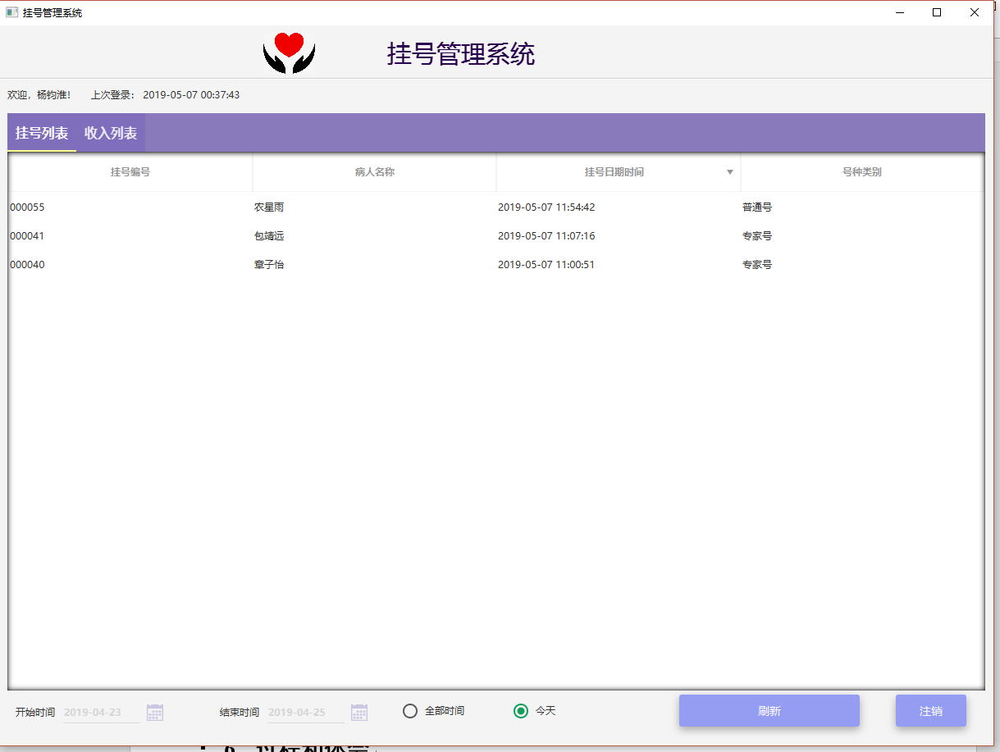 挂号管理系统
挂号管理系统
欢迎，杨钧淮！ 上次登录： 2019-05-07 00:37:43
挂号列表 收入列表
挂号编号 病人名称 挂号日期时间 号种类别
000055 农星雨 2019-05-07 11:54:42 普通号
000041 包靖远 2019-05-07 11:07:16 专家号
000040 章子怡 2019-05-07 11:00:51 专家号
开始时间 2019-04-23 结束时间 2019-04-25 全部时间 今天 刷新 注销